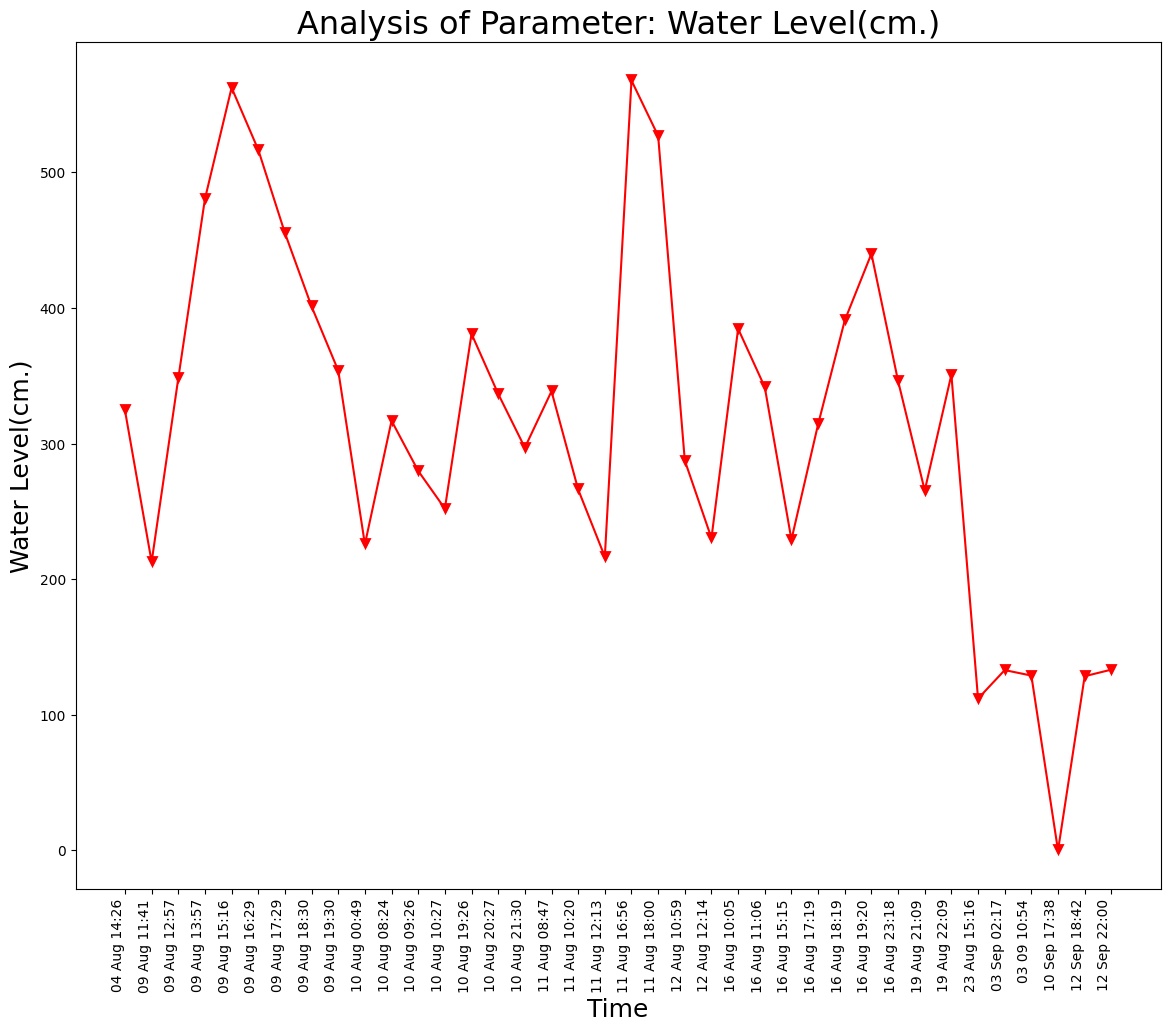 Analysis of Parameter: Water Level(cm.)
Water Level(cm.)
500
400
300
200
100
0
04 Aug 14:26
09 Aug 11:41
09 Aug 12:57
09 Aug 13:57
09 Aug 15:16
09 Aug 16:29
09 Aug 17:29
09 Aug 18:30
09 Aug 19:30
10 Aug 00:49
10 Aug 08:24
10 Aug 09:26
10 Aug 10:27
10 Aug 19:26
10 Aug 20:27
10 Aug 21:30
11 Aug 08:47
11 Aug 10:20
11 Aug 12:13
11 Aug 16:56
11 Aug 18:00
12 Aug 10:59
12 Aug 12:14
16 Aug 10:05
16 Aug 11:06
16 Aug 15:15
16 Aug 17:19
16 Aug 18:19
16 Aug 19:20
16 Aug 23:18
19 Aug 21:09
19 Aug 22:09
23 Aug 15:16
03 Sep 02:17
03 09 10:54
10 Sep 17:38
12 Sep 18:42
12 Sep 22:00
Time